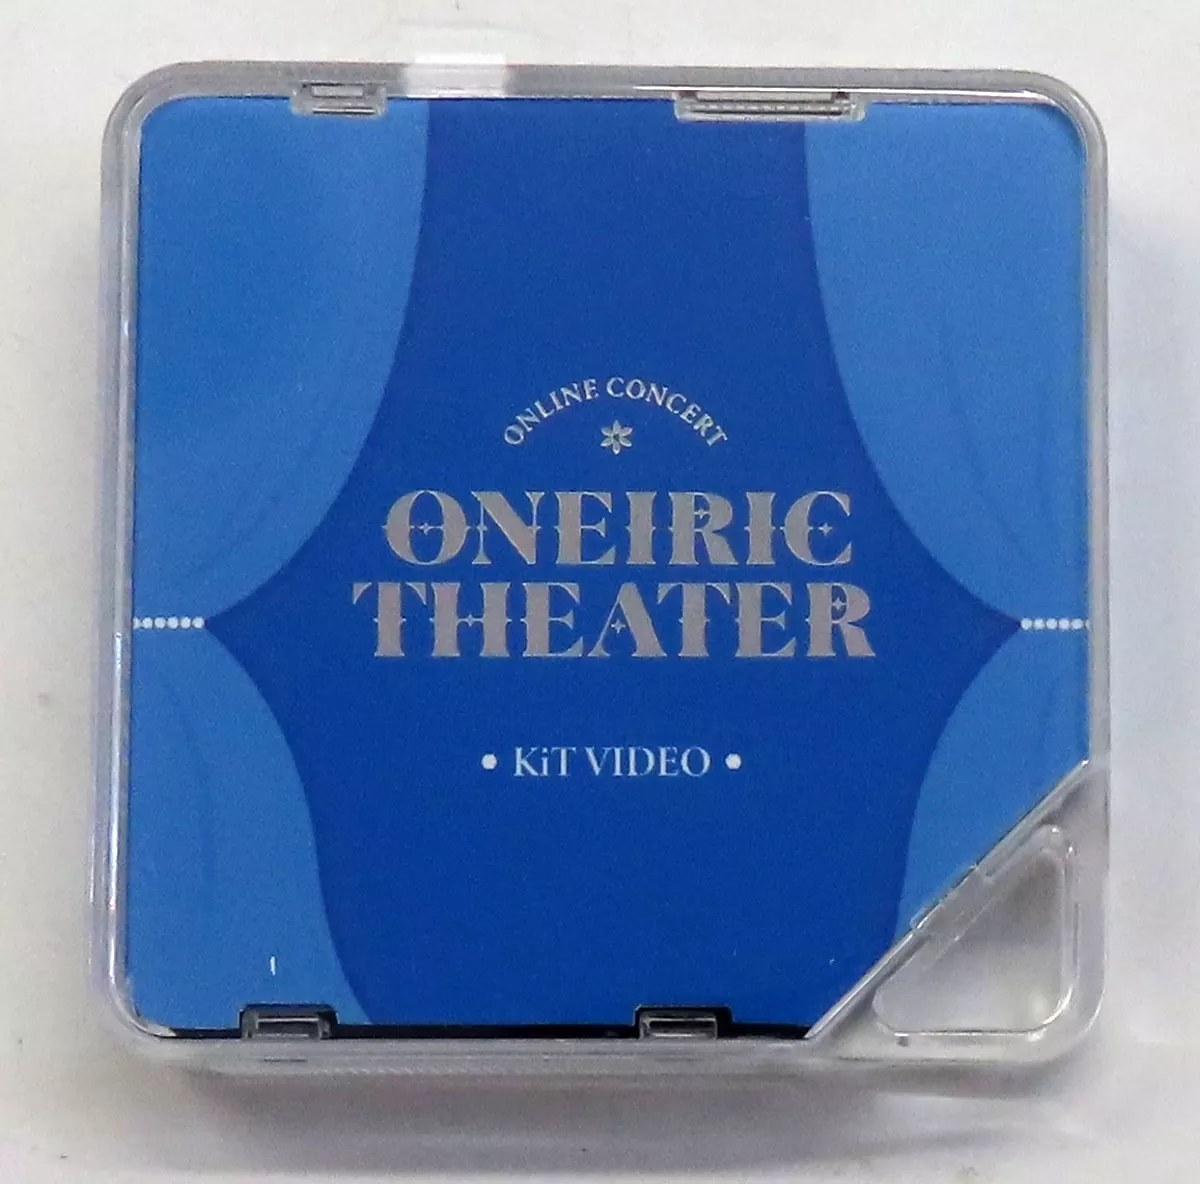 ONLINE CONCERT
ONEIRIC
THEATER
• KiT VIDEO •